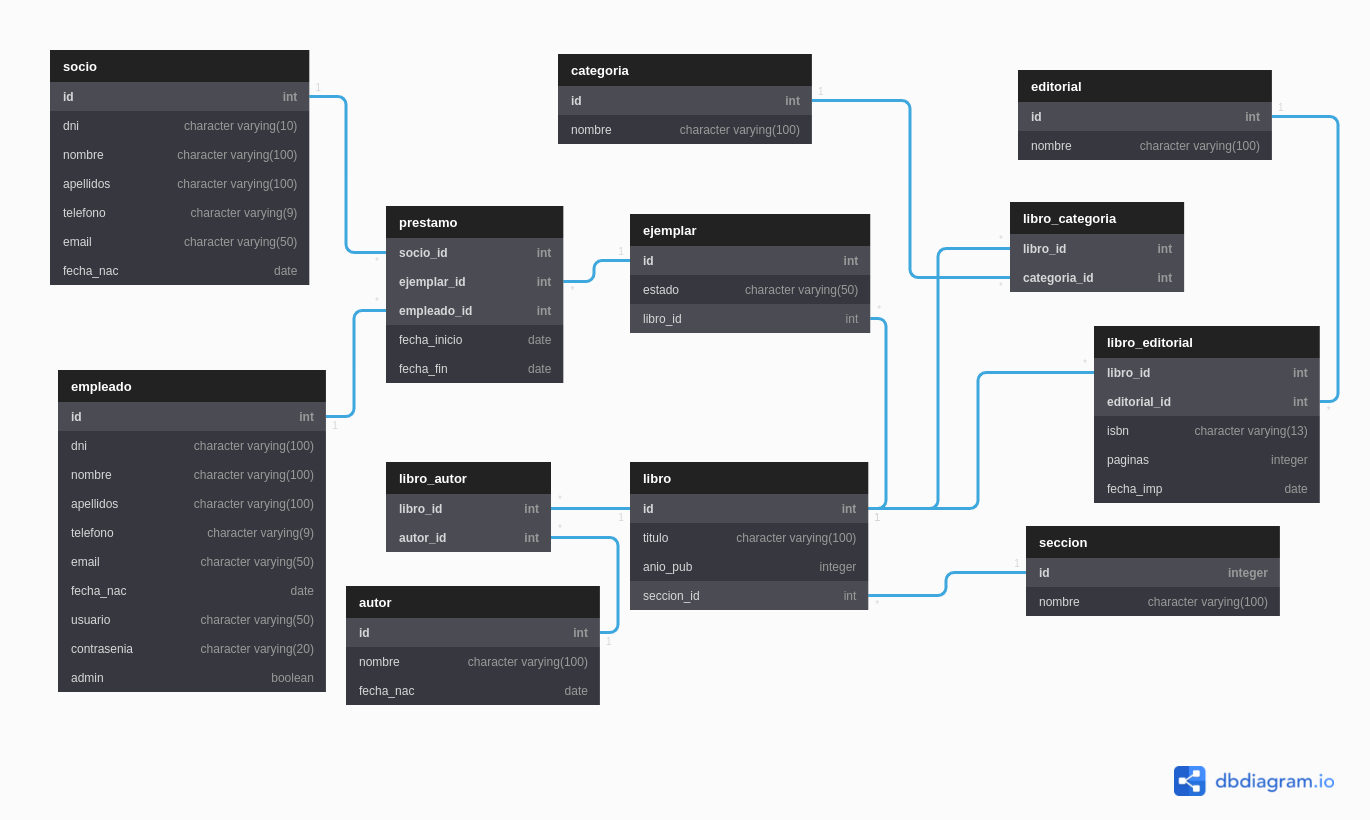 socio
id int
dni character varying(10)
nombre character varying(100)
apellidos character varying(100)
telefono character varying(9)
email character varying(50)
fecha_nac date
1
*
categoria
id int
nombre character varying(100)
1
editorial
id int
nombre character varying(100)
1
prestamo
socio_id int
ejemplar_id int
empleado_id int
fecha_inicio date
fecha_fin date
*
*
ejemplar
id int
estado character varying(50)
libro_id int
1
*
libro_categoria
libro_id int
categoria_id int
*
*
libro_editorial
libro_id int
editorial_id int
isbn character varying(13)
paginas integer
fecha_imp date
*
*
empleado
id int
dni character varying(100)
nombre character varying(100)
apellidos character varying(100)
telefono character varying(9)
email character varying(50)
fecha_nac date
usuario character varying(50)
contrasenia character varying(20)
admin boolean
1
libro_autor
libro_id int
autor_id int
*
*
libro
id int
titulo character varying(100)
anio_pub integer
seccion_id int
1
1
*
seccion
id integer
nombre character varying(100)
1
autor
id int
nombre character varying(100)
fecha_nac date
1
dbdiagram.io